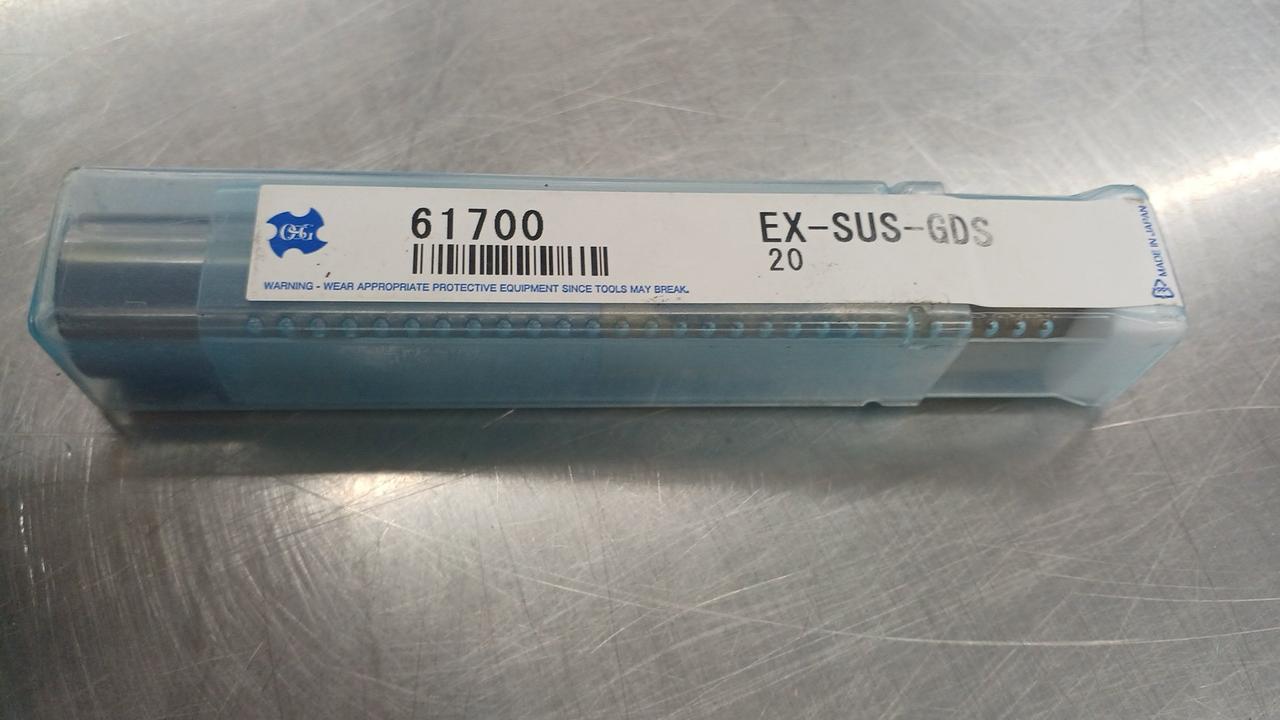 OSG
61700
EX-SUS-GDS
20
WARNING - WEAR APPROPRIATE PROTECTIVE EQUIPMENT SINCE TOOLS MAY BREAK.
MADE IN JAPAN